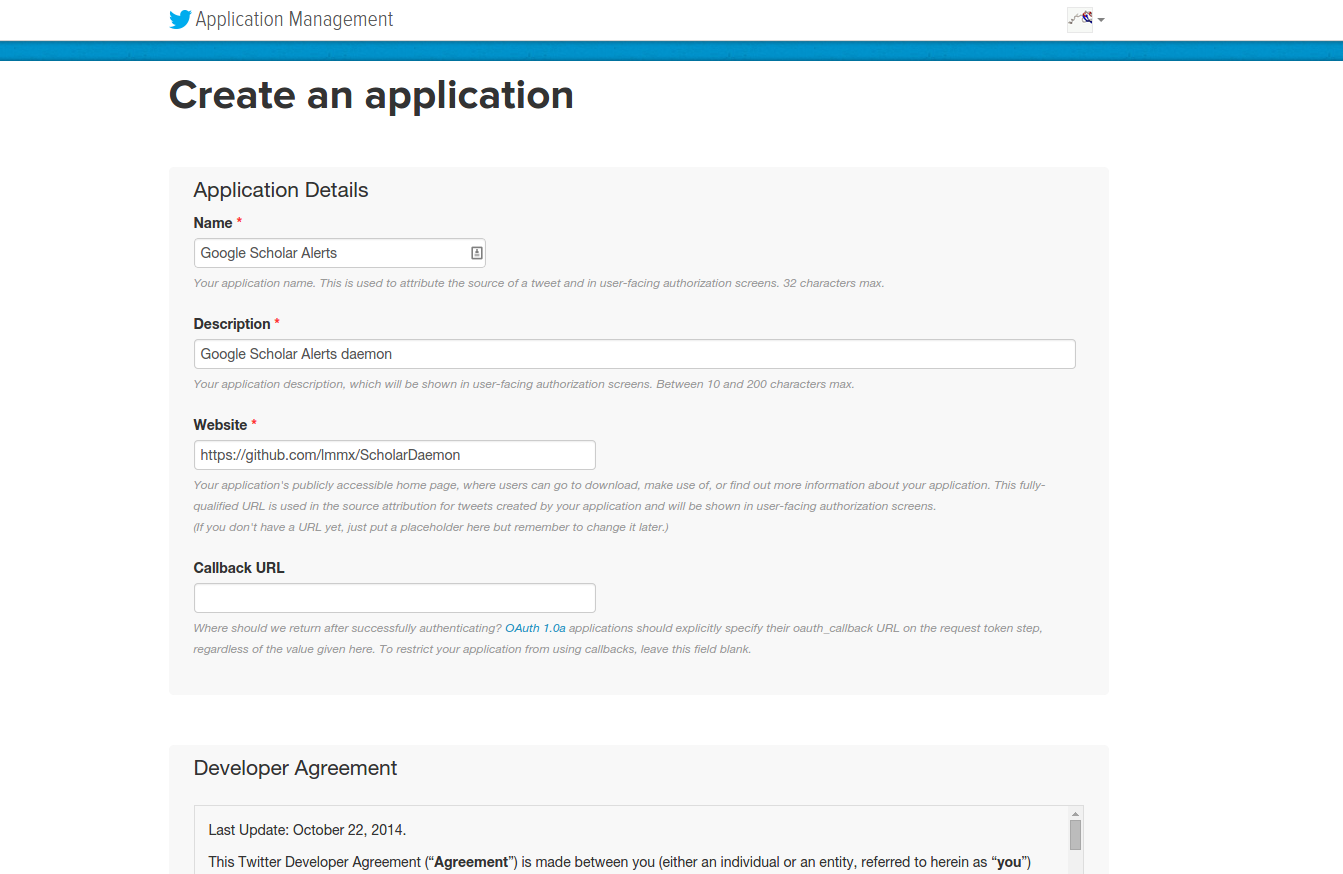 Application Management
Create an application
Application Details
Name *
Google Scholar Alerts
Your application name. This is used to attribute the source of a tweet and in user-facing authorization screens. 32 characters max.
Description *
Google Scholar Alerts daemon
Your application description, which will be shown in user-facing authorization screens. Between 10 and 200 characters max.
Website *
https://github.com/lmmx/ScholarDaemon
Your application's publicly accessible home page, where users can go to download, make use of, or find out more information about your application. This fully-
qualified URL is used in the source attribution for tweets created by your application and will be shown in user-facing authorization screens.
(If you don't have a URL yet, just put a placeholder here but remember to change it later.)
Callback URL
Where should we return after successfully authenticating? OAuth 1.0a applications should explicitly specify their oauth_callback URL on the request token step,
regardless of the value given here. To restrict your application from using callbacks, leave this field blank.
Developer Agreement
Last Update: October 22, 2014.
This Twitter Developer Agreement (“Agreement”) is made between you (either an individual or an entity, referred to herein as “you”)